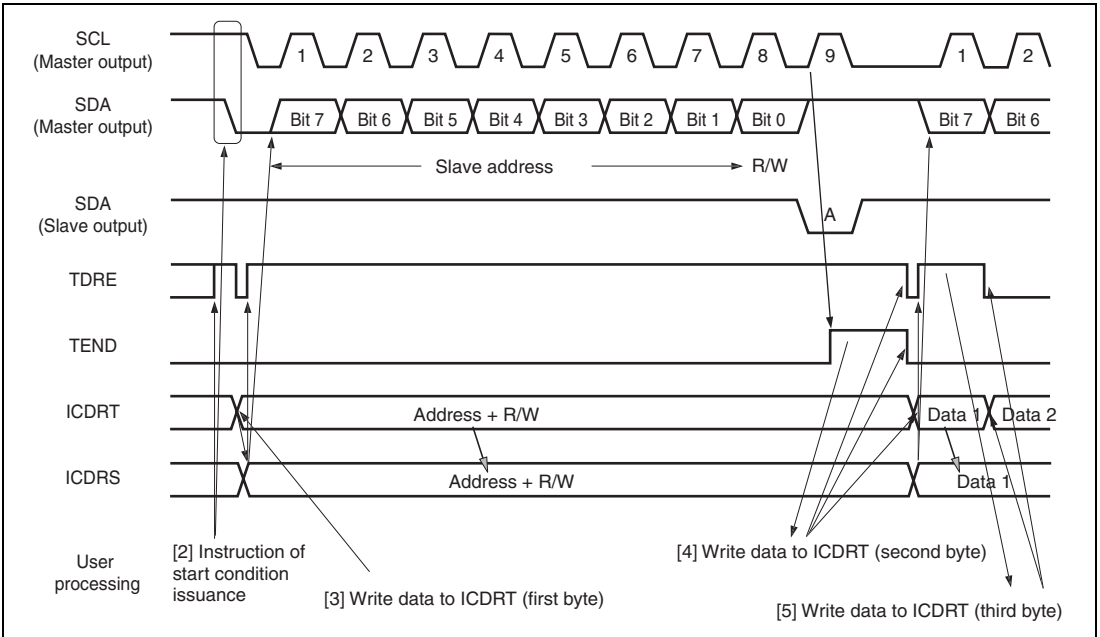 SCL
(Master output)
1 2 3 4 5 6 7 8 9 1 2
SDA
(Master output)
Bit 7 Bit 6 Bit 5 Bit 4 Bit 3 Bit 2 Bit 1 Bit 0 Bit 7 Bit 6
Slave address R/W
SDA
(Slave output)
A
TDRE
TEND
ICDRT
Address + R/W Data 1 Data 2
ICDRS
Address + R/W Data 1
User
processing
[2] Instruction of
start condition
issuance
[3] Write data to ICDRT (first byte)
[4] Write data to ICDRT (second byte)
[5] Write data to ICDRT (third byte)